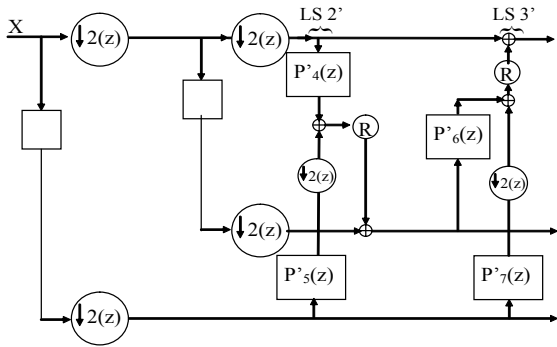 LS 2' LS 3'
X
↓2(z) ↓2(z)
P'4(z)
R
R
P'6(z)
↓2(z) ↓2(z)
↓2(z)
P'5(z) P'7(z)
↓2(z)